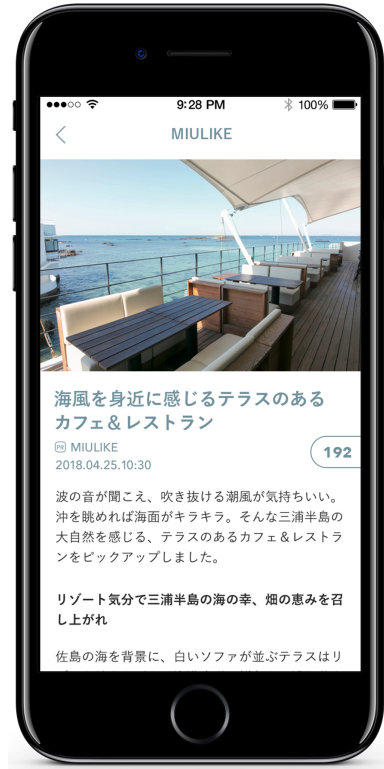 9:28 PM
100%
MIULIKE
海風を身近に感じるテラスのある
カフェ＆レストラン
PR MIULIKE
2018.04.25.10:30
192
波の音が聞こえ、吹き抜ける潮風が気持ちいい。
沖を眺めれば海面がキラキラ。そんな三浦半島の
大自然を感じる、テラスのあるカフェ＆レストラ
ンをピックアップしました。
リゾート気分で三浦半島の海の幸、畑の恵みを召
し上がれ
佐島の海を背景に、白いソファが並ぶテラスはリ